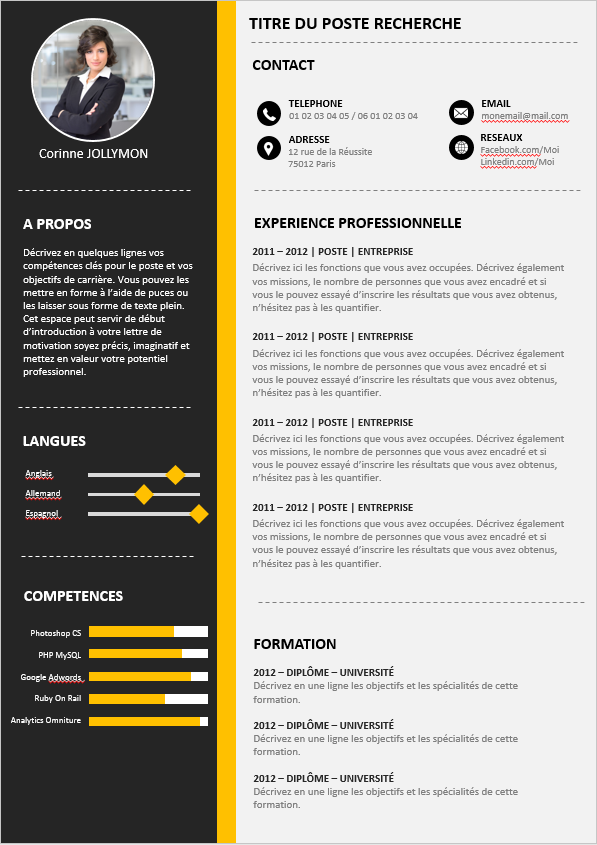 Corinne JOLLYMON
A PROPOS
Décrivez en quelques lignes vos
compétences clés pour le poste et vos
objectifs de carrière. Vous pouvez les
mettre en forme à l’aide de puces ou
les laisser sous forme de texte plein.
Cet espace peut servir de début
d’introduction à votre lettre de
motivation soyez précis, imaginatif et
mettez en valeur votre potentiel
professionnel.
LANGUES
Anglais
Allemand
Espagnol
COMPETENCES
Photoshop CS
PHP MySQL
Google Adwords
Ruby On Rail
Analytics Omniture
TITRE DU POSTE RECHERCHE
CONTACT
TELEPHONE
01 02 03 04 05 / 06 01 02 03 04
EMAIL
monemail@mail.com
ADRESSE
12 rue de la Réussite
75012 Paris
RESEAUX
Facebook.com/Moi
Linkedin.com/Moi
EXPERIENCE PROFESSIONNELLE
2011 – 2012 | POSTE | ENTREPRISE
Décrivez ici les fonctions que vous avez occupées. Décrivez également
vos missions, le nombre de personnes que vous avez encadré et si
vous le pouvez essayé d’inscrire les résultats que vous avez obtenus,
n’hésitez pas à les quantifier.
2011 – 2012 | POSTE | ENTREPRISE
Décrivez ici les fonctions que vous avez occupées. Décrivez également
vos missions, le nombre de personnes que vous avez encadré et si
vous le pouvez essayé d’inscrire les résultats que vous avez obtenus,
n’hésitez pas à les quantifier.
2011 – 2012 | POSTE | ENTREPRISE
Décrivez ici les fonctions que vous avez occupées. Décrivez également
vos missions, le nombre de personnes que vous avez encadré et si
vous le pouvez essayé d’inscrire les résultats que vous avez obtenus,
n’hésitez pas à les quantifier.
2011 – 2012 | POSTE | ENTREPRISE
Décrivez ici les fonctions que vous avez occupées. Décrivez également
vos missions, le nombre de personnes que vous avez encadré et si
vous le pouvez essayé d’inscrire les résultats que vous avez obtenus,
n’hésitez pas à les quantifier.
FORMATION
2012 – DIPLÔME – UNIVERSITÉ
Décrivez en une ligne les objectifs et les spécialités de cette
formation.
2012 – DIPLÔME – UNIVERSITÉ
Décrivez en une ligne les objectifs et les spécialités de cette
formation.
2012 – DIPLÔME – UNIVERSITÉ
Décrivez en une ligne les objectifs et les spécialités de cette
formation.